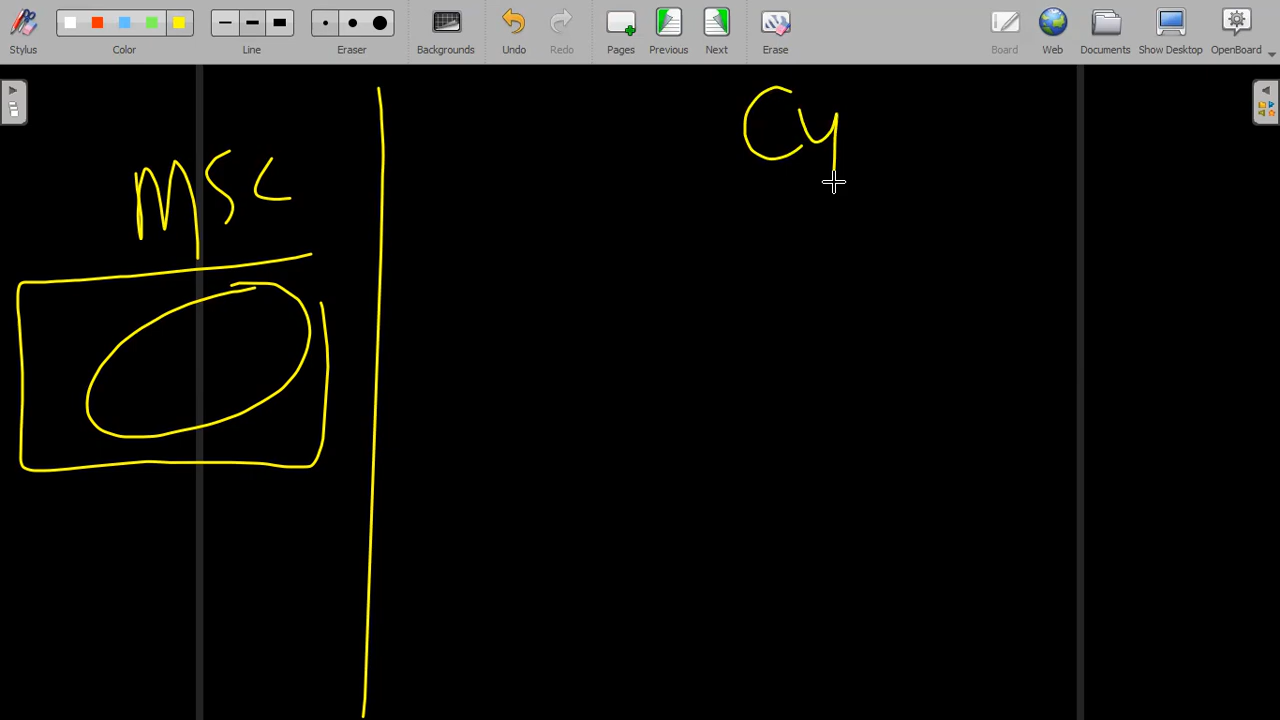 Stylus
Color
Line
Eraser
Backgrounds
Undo
Redo
Pages
Previous
Next
Erase
Board
Web
Documents
Show Desktop
OpenBoard
MSC
Cy